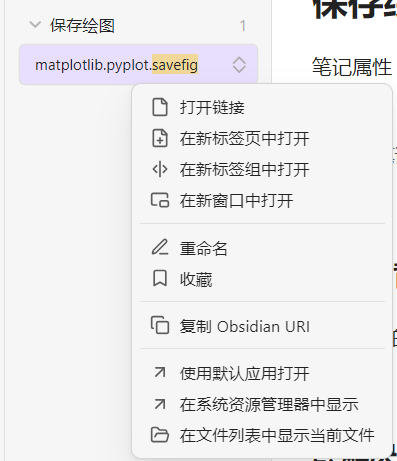 保存绘图 1
matplotlib.pyplot.savefig
笔记属性
打开链接
在新标签页中打开
在新标签组中打开
在新窗口中打开
重命名
收藏
复制 Obsidian URI
使用默认应用打开
在系统资源管理器中显示
在文件列表中显示当前文件